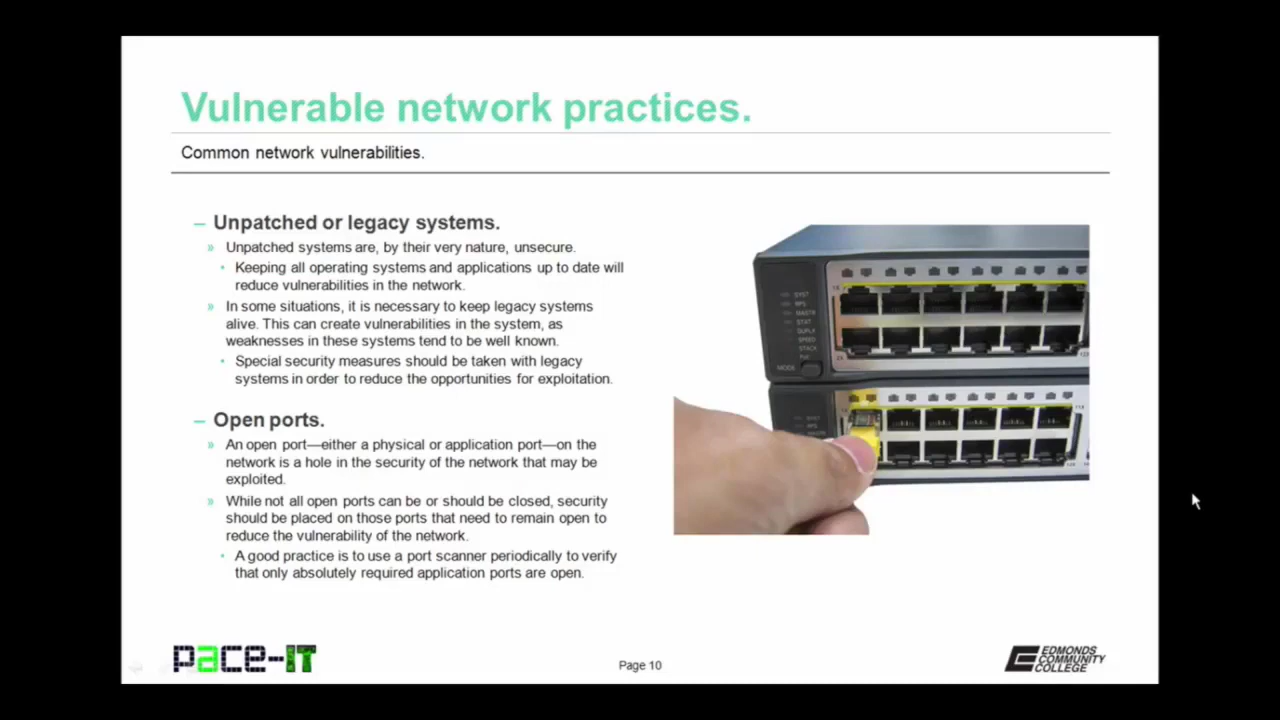 Vulnerable network practices.
Common network vulnerabilities.
– Unpatched or legacy systems.
» Unpatched systems are, by their very nature, unsecure.
• Keeping all operating systems and applications up to date will
reduce vulnerabilities in the network.
» In some situations, it is necessary to keep legacy systems
alive. This can create vulnerabilities in the system, as
weaknesses in these systems tend to be well known.
• Special security measures should be taken with legacy
systems in order to reduce the opportunities for exploitation.
– Open ports.
» An open port—either a physical or application port—on the
network is a hole in the security of the network that may be
exploited.
» While not all open ports can be or should be closed, security
should be placed on those ports that need to remain open to
reduce the vulnerability of the network.
• A good practice is to use a port scanner periodically to verify
that only absolutely required application ports are open.
SYST
RPS
MASTR
STAT
DUPLX
SPEED
STACK
MODE
pace-IT
Page 10
EDMONDS
COMMUNITY
COLLEGE